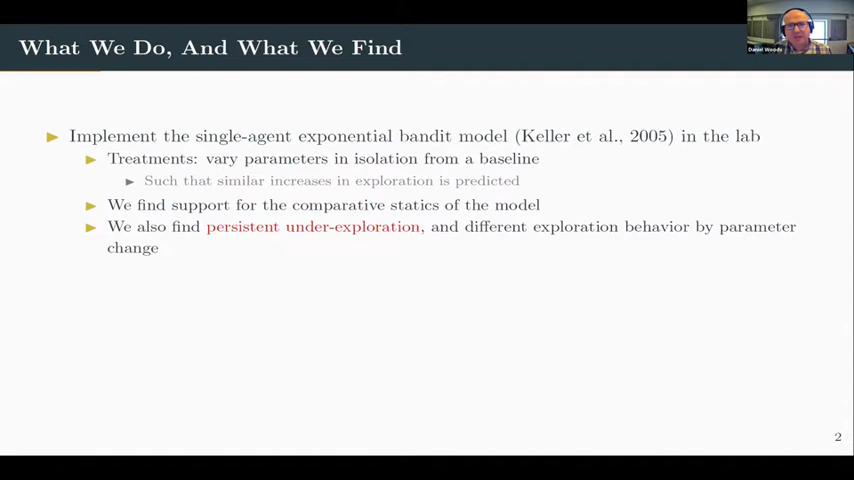 What We Do, And What We Find
Daniel Woods
Implement the single-agent exponential bandit model (Keller et al., 2005) in the lab
Treatments: vary parameters in isolation from a baseline
Such that similar increases in exploration is predicted
We find support for the comparative statics of the model
We also find persistent under-exploration, and different exploration behavior by parameter
change
2